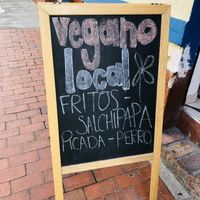 Vegano
local
FRITOS-
SALCHIPAPA
PICADA-PERRO